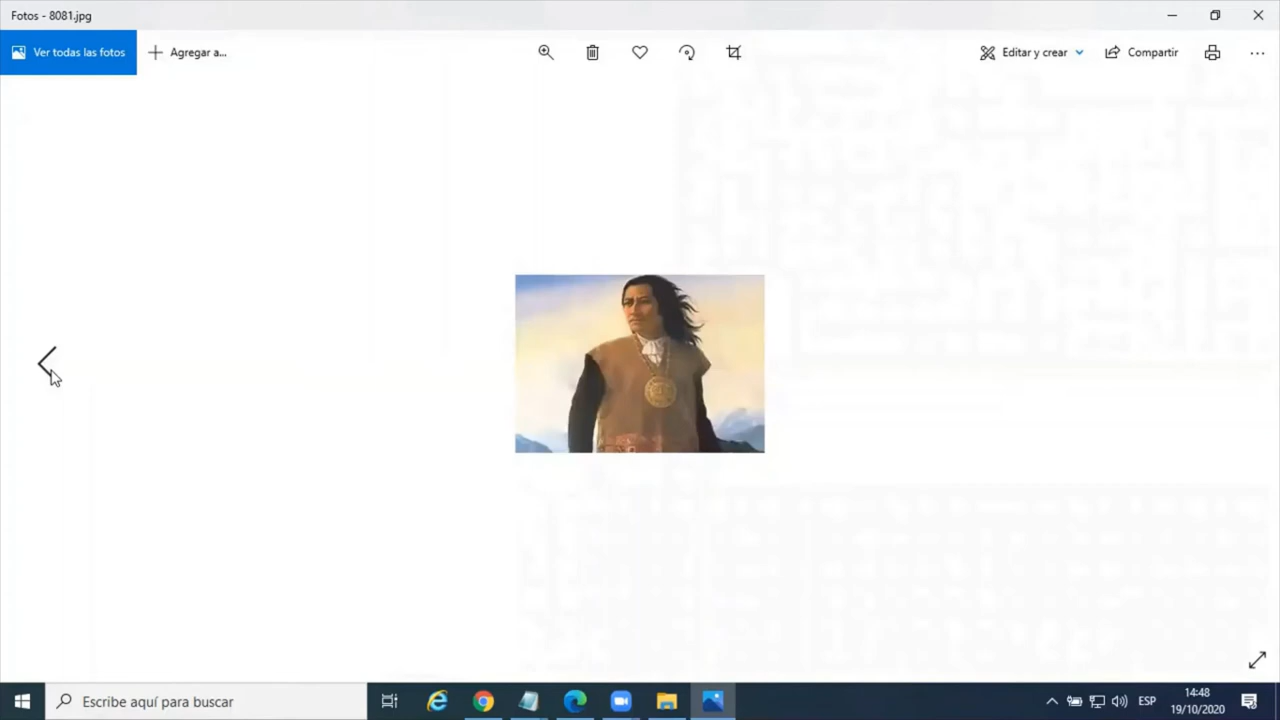 Fotos - 8081.jpg
Ver todas las fotos
Agregar a...
Editar y crear
Compartir
Escribe aquí para buscar
ESP
14:48
19/10/2020